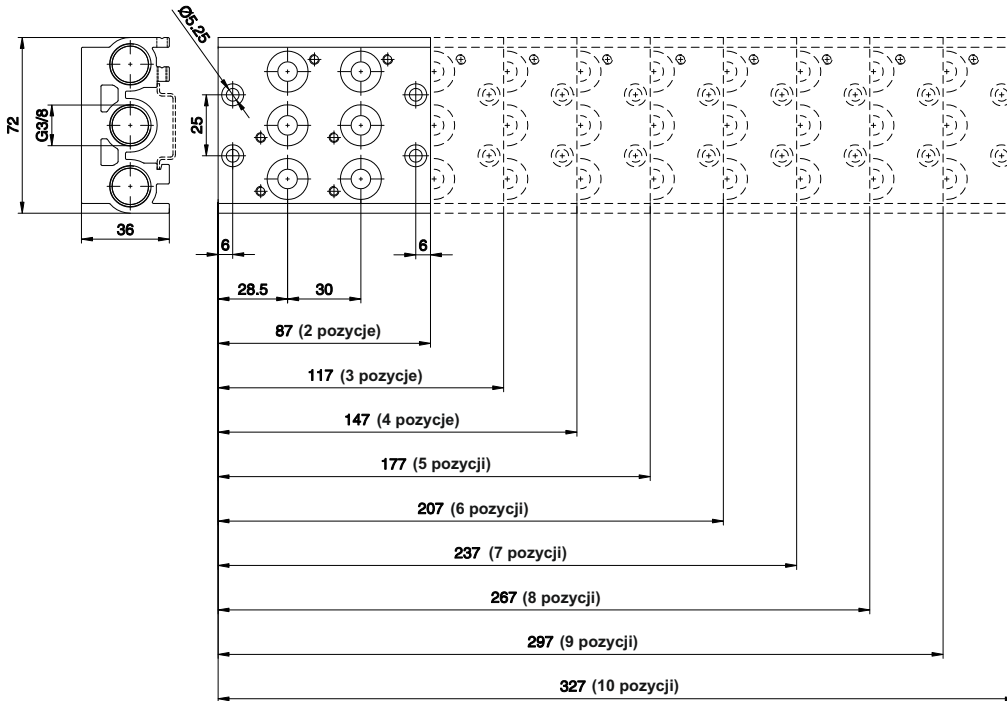 Ø5.25
72
G3/8
25
36
6
6
28.5
30
87 (2 pozycje)
117 (3 pozycje)
147 (4 pozycje)
177 (5 pozycji)
207 (6 pozycji)
237 (7 pozycji)
267 (8 pozycji)
297 (9 pozycji)
327 (10 pozycji)